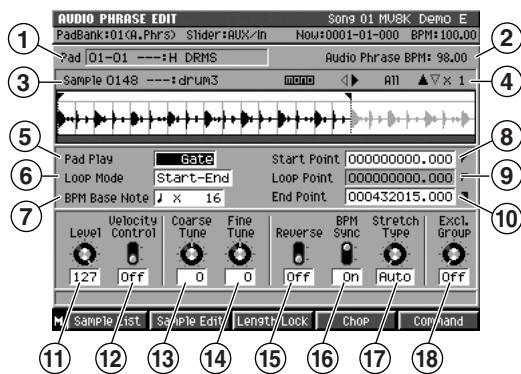 AUDIO PHRASE EDIT Song 01 MV8K Demo E
PadBank:01(A.Phrs) Slider:AUX/In Now:0001-01-000 BPM:100.00
1 Pad 01-01 ---:H DRMS Audio Phrase BPM: 98.00 2
3 Sample 0148 ---:drum3 mono All x 1 4
5 Pad Play Gate Start Point 000000000.000 8
6 Loop Mode Start-End Loop Point 000000000.000 9
7 BPM Base Note ♩ x 16 End Point 000432015.000 10
Level Velocity Control Coarse Tune Fine Tune Reverse BPM Sync Stretch Type Excl. Group
127 Off 0 0 Off On Auto Off
M Sample List Sample Edit Length Lock Chop Command
11 12 13 14 15 16 17 18